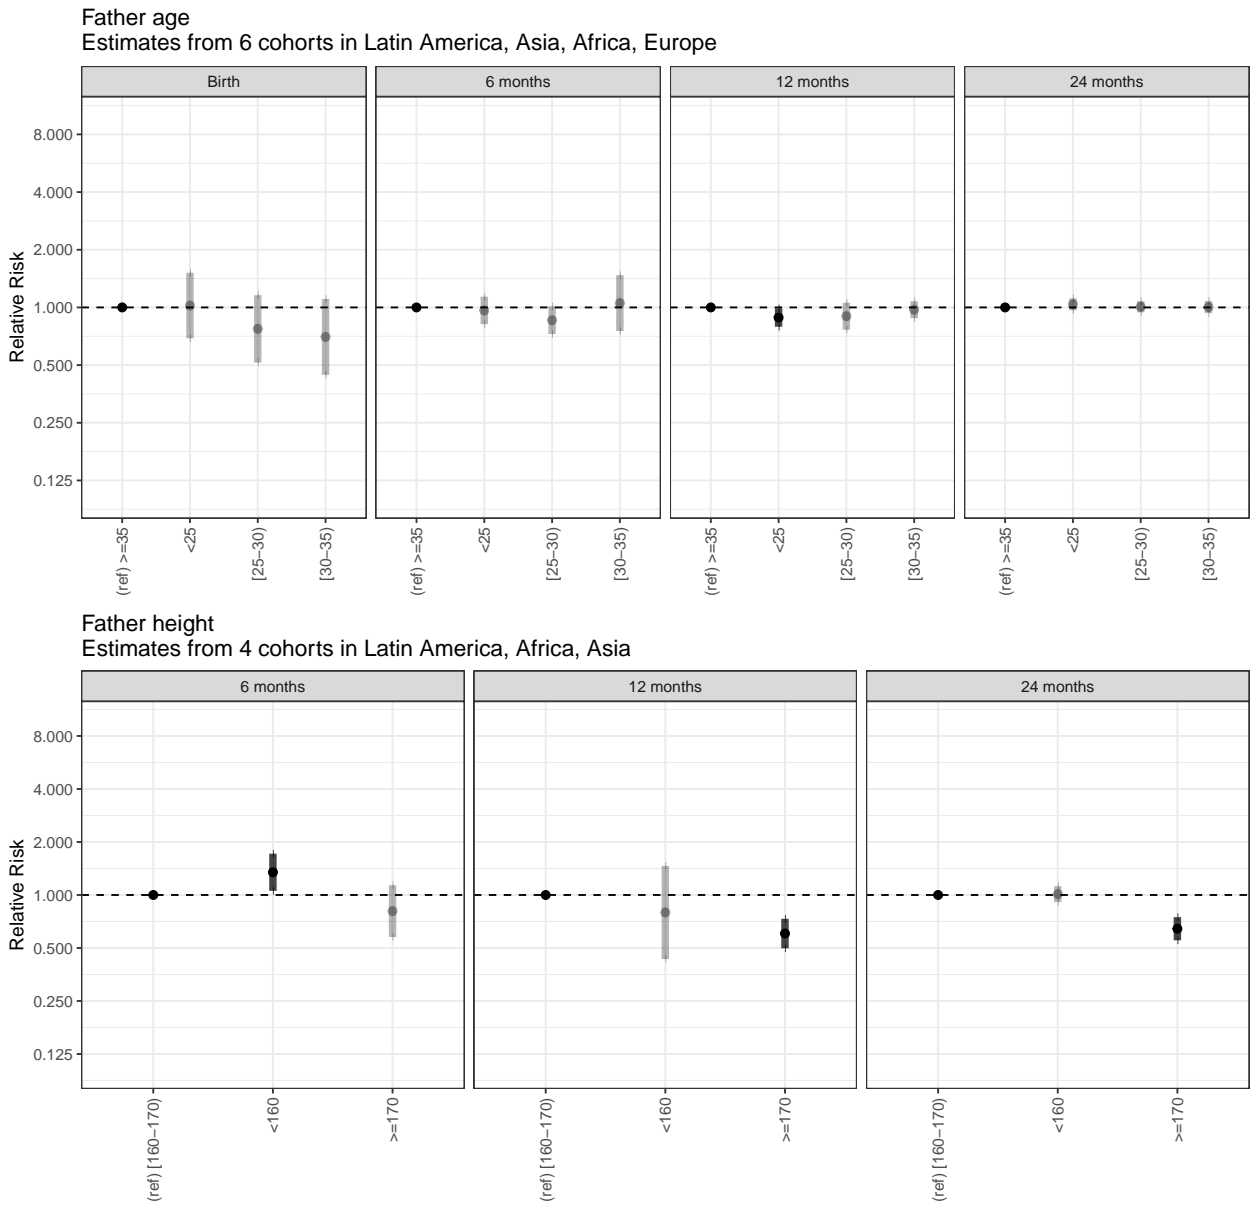 Father age
Estimates from 6 cohorts in Latin America, Asia, Africa, Europe
Birth
6 months
12 months
24 months
Relative Risk
8.000
4.000
2.000
1.000
0.500
0.250
0.125
(ref) >=35
<25
[25−30)
[30−35)
(ref) >=35
<25
[25−30)
[30−35)
(ref) >=35
<25
[25−30)
[30−35)
(ref) >=35
<25
[25−30)
[30−35)
Father height
Estimates from 4 cohorts in Latin America, Africa, Asia
6 months
12 months
24 months
Relative Risk
8.000
4.000
2.000
1.000
0.500
0.250
0.125
(ref) [160−170)
<160
>=170
(ref) [160−170)
<160
>=170
(ref) [160−170)
<160
>=170